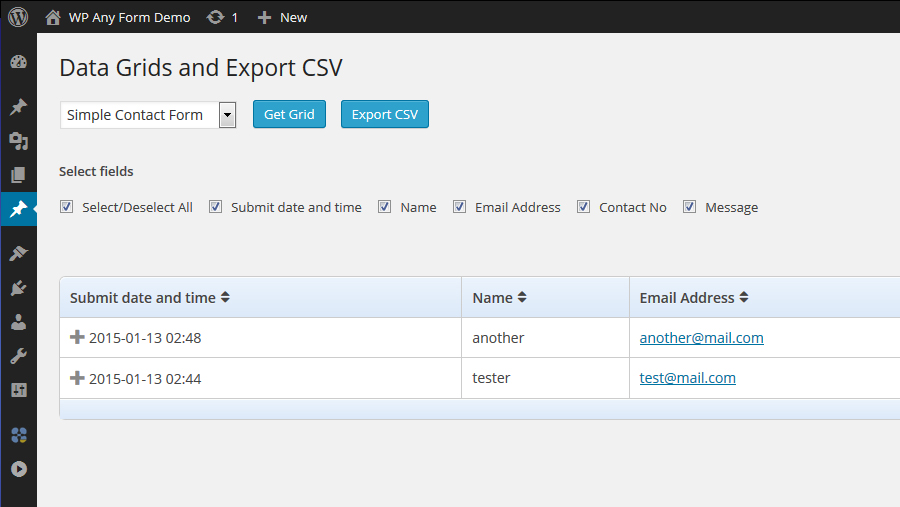 WP Any Form Demo 1 New
Data Grids and Export CSV
Simple Contact Form Get Grid Export CSV
Select fields
Select/Deselect All Submit date and time Name Email Address Contact No Message
Submit date and time Name Email Address
2015-01-13 02:48 another another@mail.com
2015-01-13 02:44 tester test@mail.com